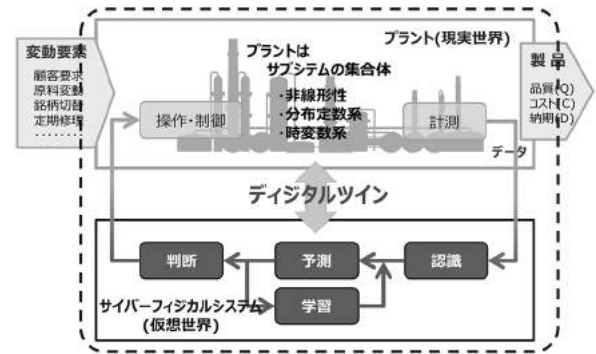 プラント(現実世界)
変動要素
顧客要求
原料変動
銘柄切替
定期修理
‥‥‥‥
プラントは
サブシテムの集合体
・非線形性
・分布定数系
・時変数系
操作・制御
計測
製品
品質(Q)
コスト(C)
納期(D)
データ
ディジタルツイン
判断
予測
認識
学習
サイバーフィジカルシステム
(仮想世界)